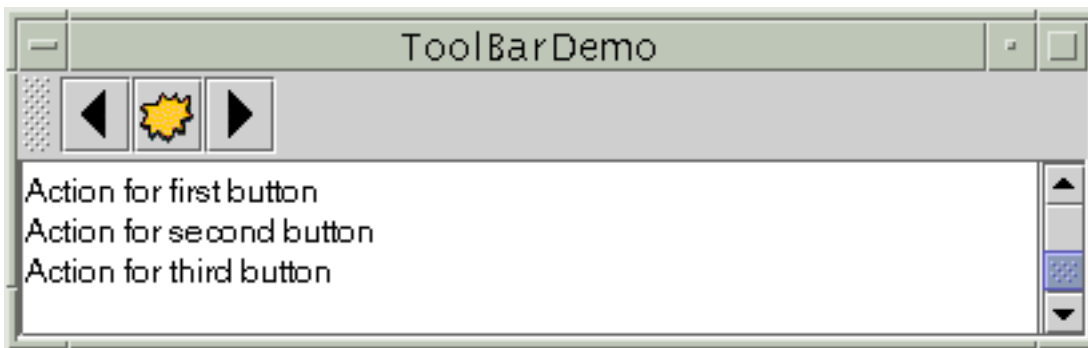 ToolBarDemo
Action for first button
Action for second button
Action for third button